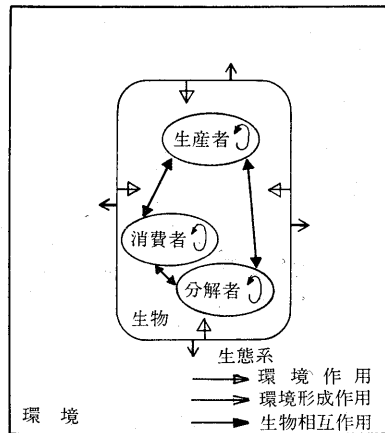 生産者
消費者
分解者
生物
生態系
環境作用
環境形成作用
環境
生物相互作用